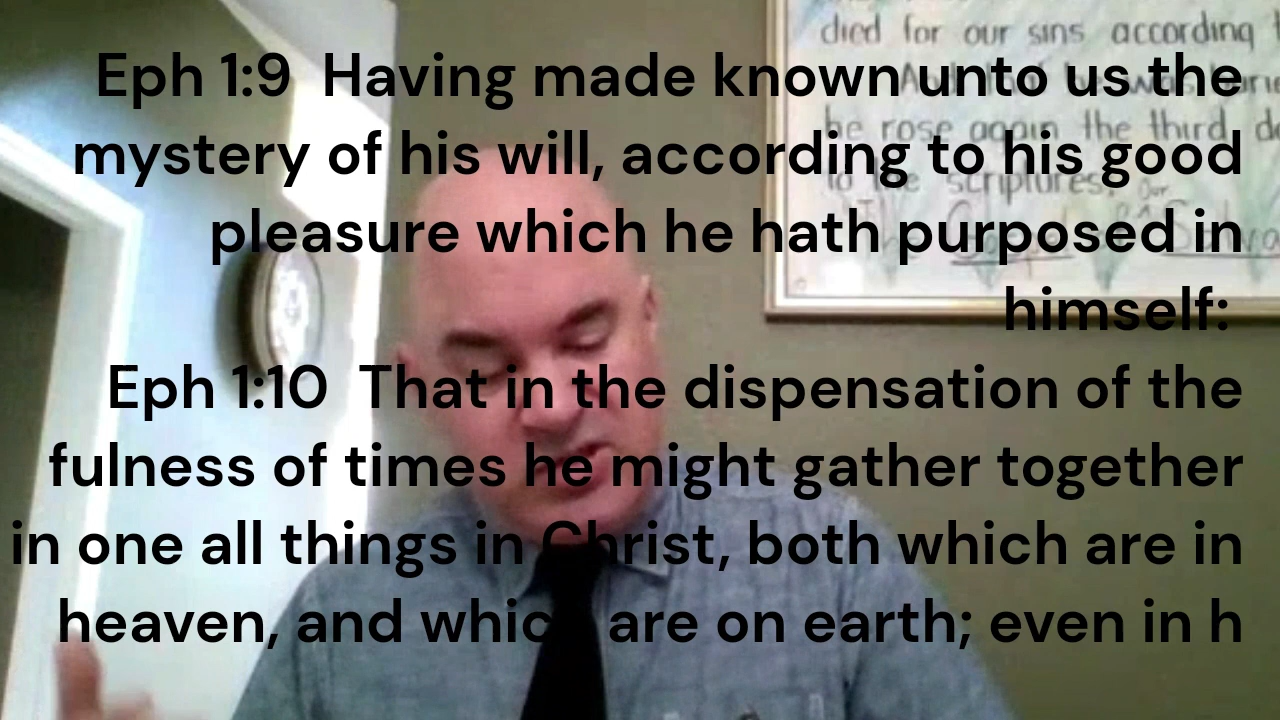 died for our sins according
Eph 1:9  Having made known unto us the
mystery of his will, according to his good
he rose again the third
to the scriptures.
pleasure which he hath purposed in
himself:
Eph 1:10  That in the dispensation of the
fulness of times he might gather together
in one all things in Christ, both which are in
heaven, and which are on earth; even in h